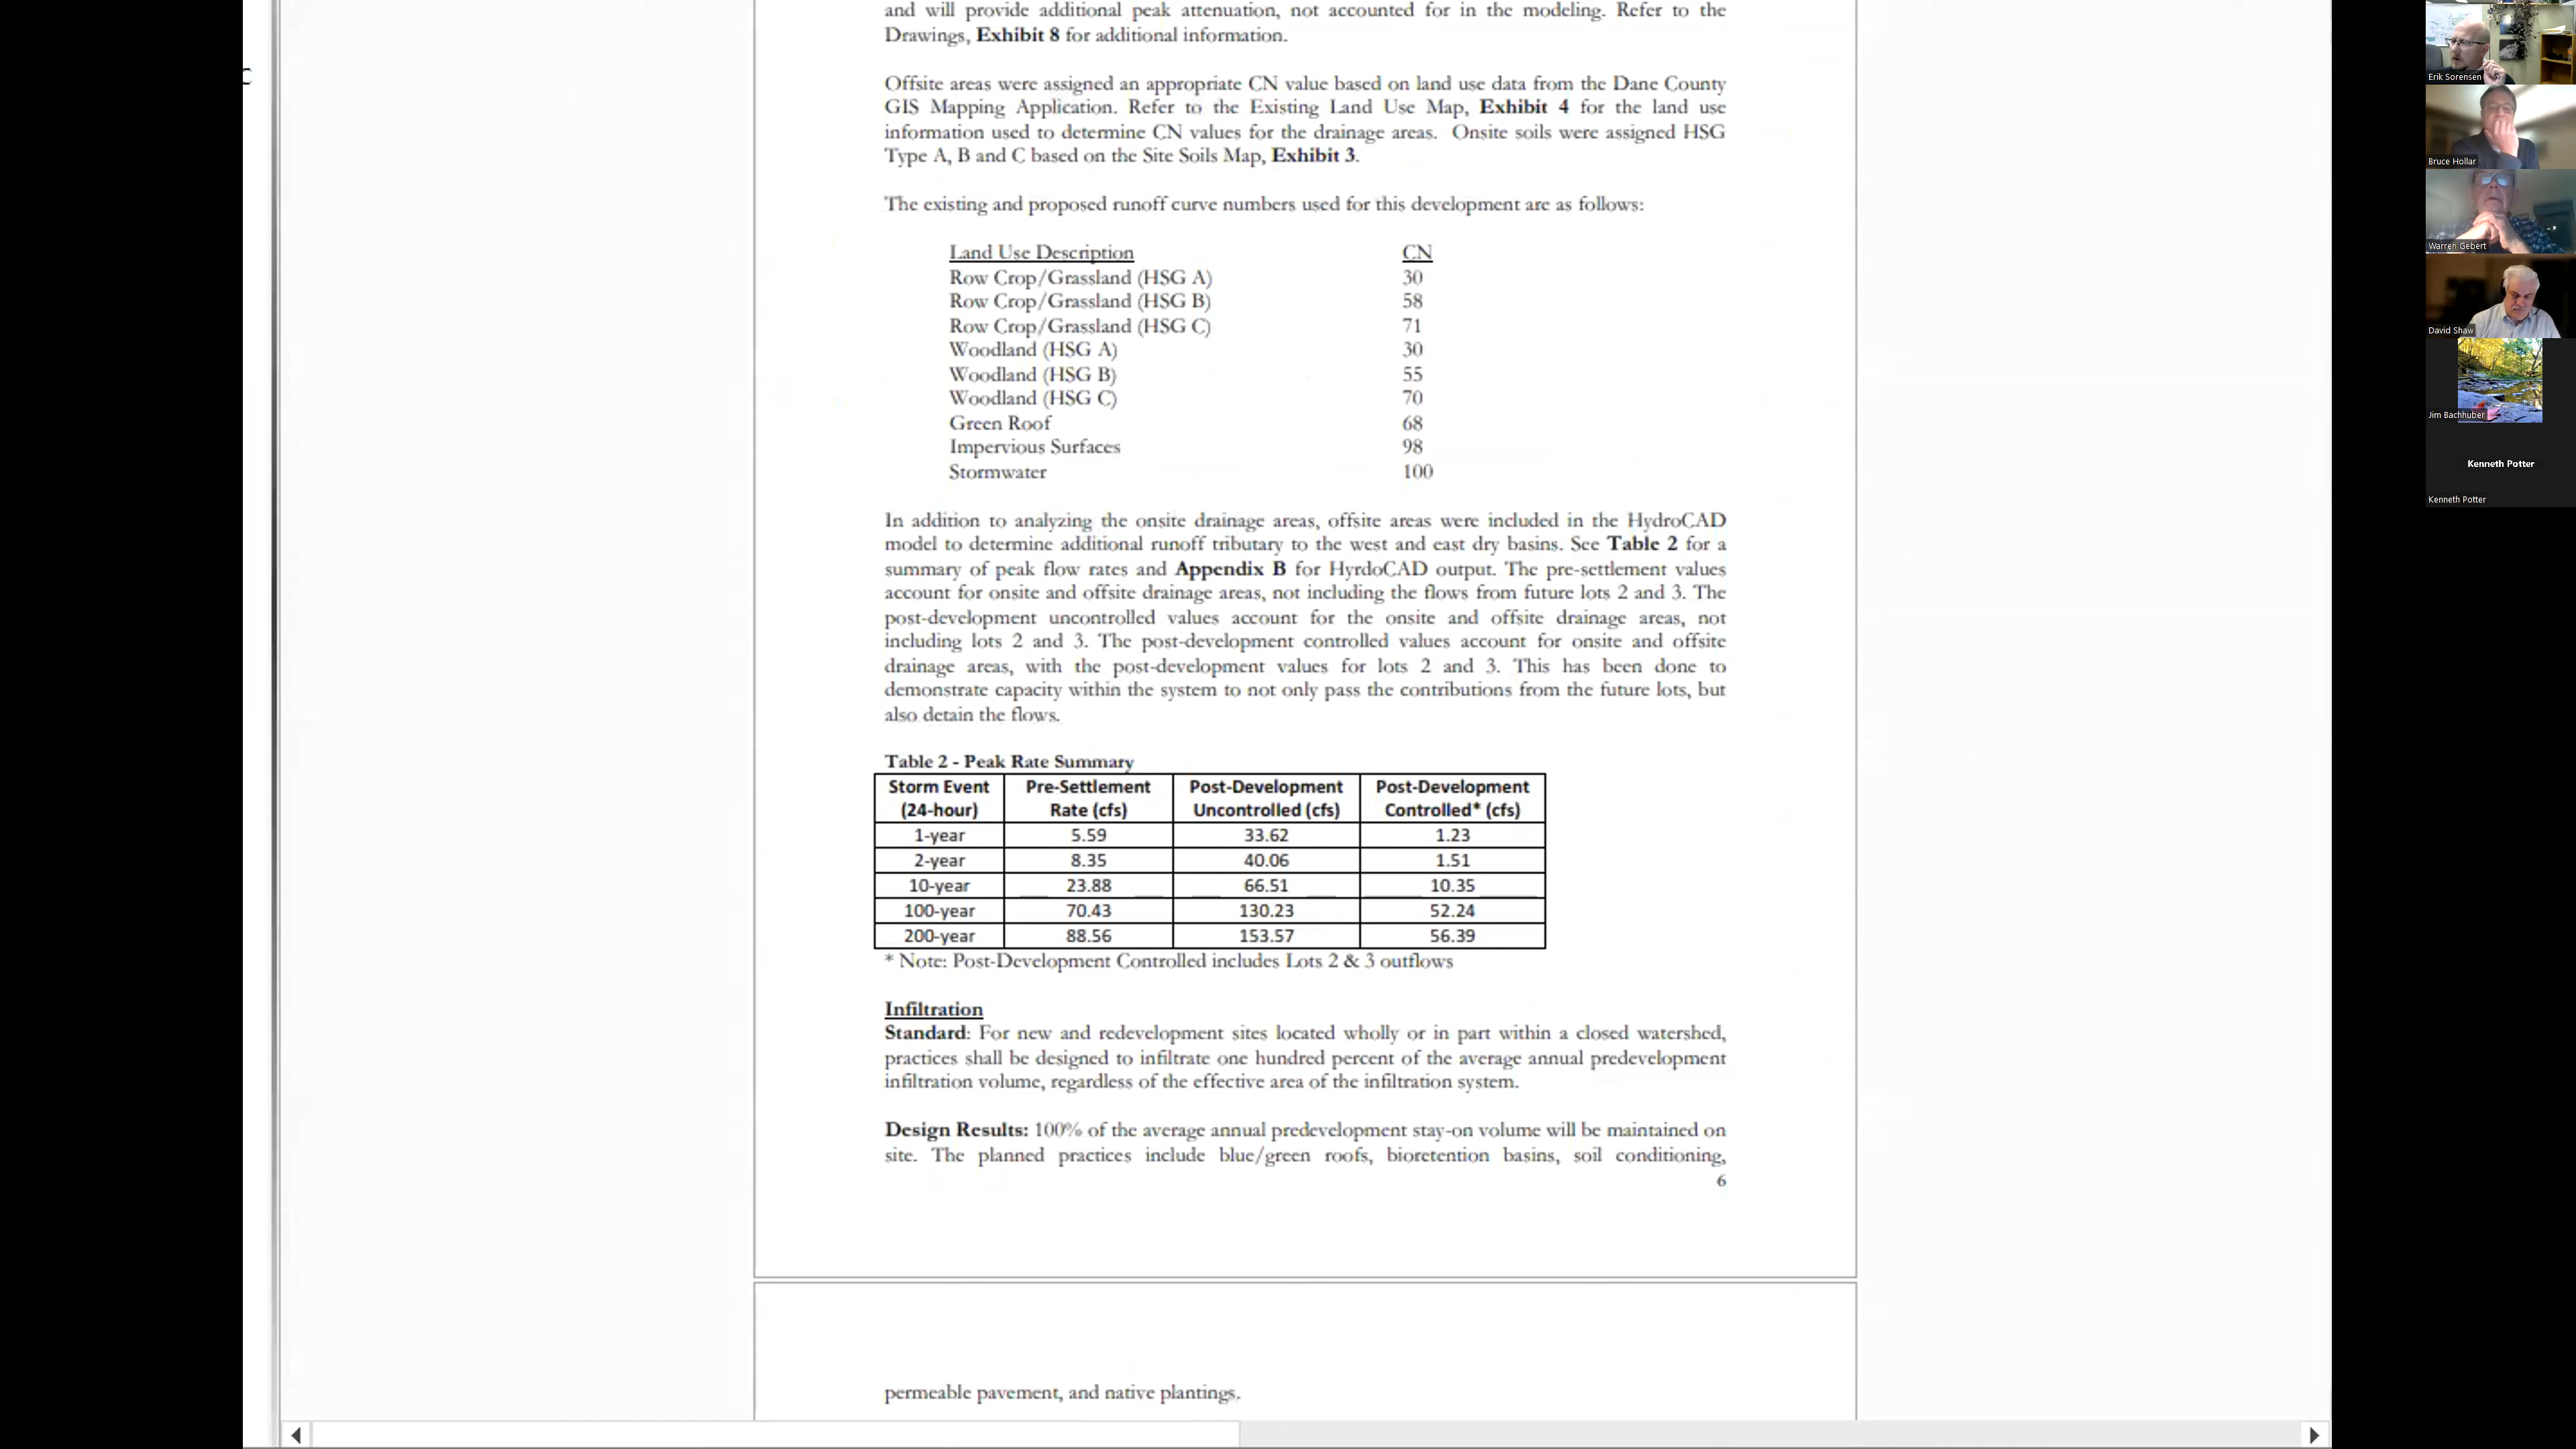 and will provide additional peak attenuation, not accounted for in the modeling. Refer to the
Drawings, Exhibit 8 for additional information.
Offsite areas were assigned an appropriate CN value based on land use data from the Dane County
GIS Mapping Application. Refer to the Existing Land Use Map, Exhibit 4 for the land use
information used to determine CN values for the drainage areas. Onsite soils were assigned HSG
Type A, B and C based on the Site Soils Map, Exhibit 3.
The existing and proposed runoff curve numbers used for this development are as follows:
Land Use Description CN
Row Crop/Grassland (HSG A) 30
Row Crop/Grassland (HSG B) 58
Row Crop/Grassland (HSG C) 71
Woodland (HSG A) 30
Woodland (HSG B) 55
Woodland (HSG C) 70
Green Roof 68
Impervious Surfaces 98
Stormwater 100
In addition to analyzing the onsite drainage areas, offsite areas were included in the HydroCAD
model to determine additional runoff tributary to the west and east dry basins. See Table 2 for a
summary of peak flow rates and Appendix B for HyrdoCAD output. The pre-settlement values
account for onsite and offsite drainage areas, not including the flows from future lots 2 and 3. The
post-development uncontrolled values account for the onsite and offsite drainage areas, not
including lots 2 and 3. The post-development controlled values account for onsite and offsite
drainage areas, with the post-development values for lots 2 and 3. This has been done to
demonstrate capacity within the system to not only pass the contributions from the future lots, but
also detain the flows.
Table 2 - Peak Rate Summary
Storm Event (24-hour) Pre-Settlement Rate (cfs) Post-Development Uncontrolled (cfs) Post-Development Controlled* (cfs)
1-year 5.59 33.62 1.23
2-year 8.35 40.06 1.51
10-year 23.88 66.51 10.35
100-year 70.43 130.23 52.24
200-year 88.56 153.57 56.39
* Note: Post-Development Controlled includes Lots 2 & 3 outflows
Infiltration
Standard: For new and redevelopment sites located wholly or in part within a closed watershed,
practices shall be designed to infiltrate one hundred percent of the average annual predevelopment
infiltration volume, regardless of the effective area of the infiltration system.
Design Results: 100% of the average annual predevelopment stay-on volume will be maintained on
site. The planned practices include blue/green roofs, bioretention basins, soil conditioning,
6
permeable pavement, and native plantings.
Erik Sorensen
Bruce Hollar
Warren Gebert
David Shaw
Jim Bachhuber
Kenneth Potter
Kenneth Potter